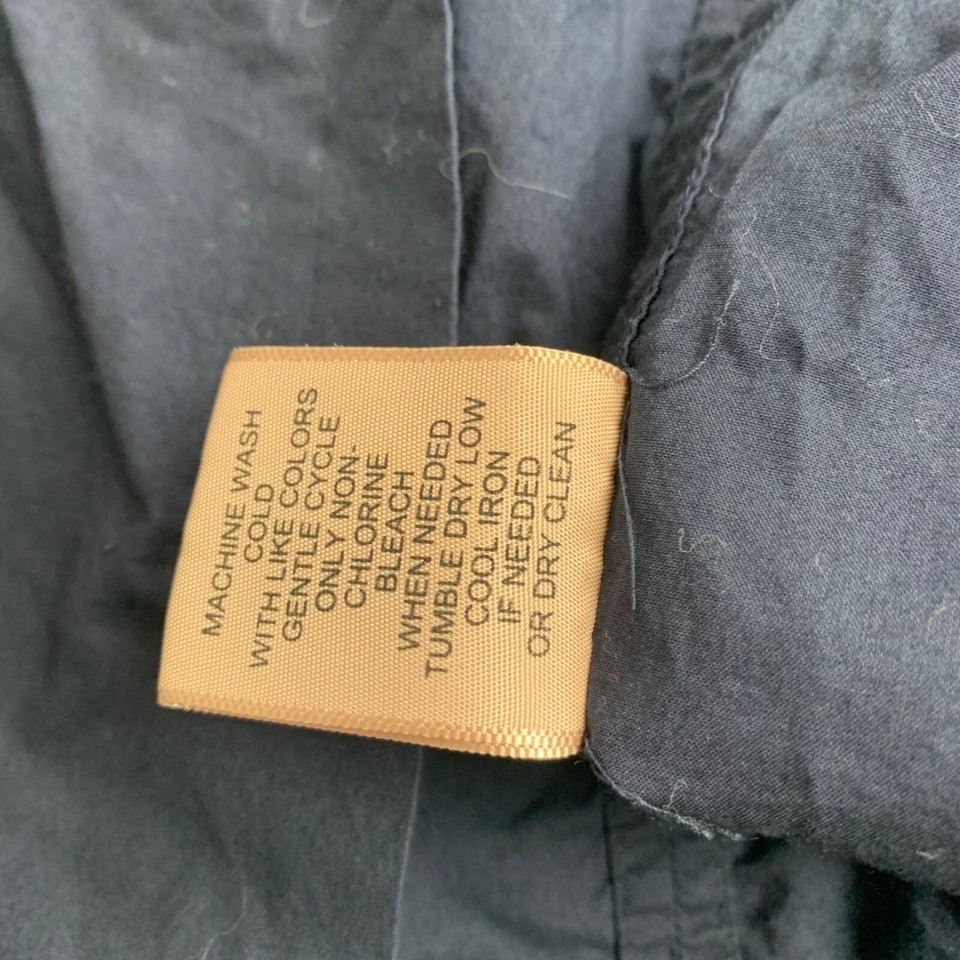 MACHINE WASH
COLD
WITH LIKE COLORS
GENTLE CYCLE
ONLY NON-
CHLORINE
BLEACH
WHEN NEEDED
TUMBLE DRY LOW
COOL IRON
IF NEEDED
OR DRY CLEAN